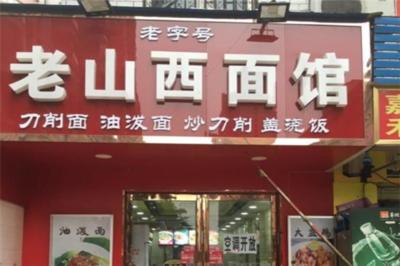 老字号
老山西面馆
刀削面 油泼面 炒刀削 盖浇饭
油泼面
空调开放